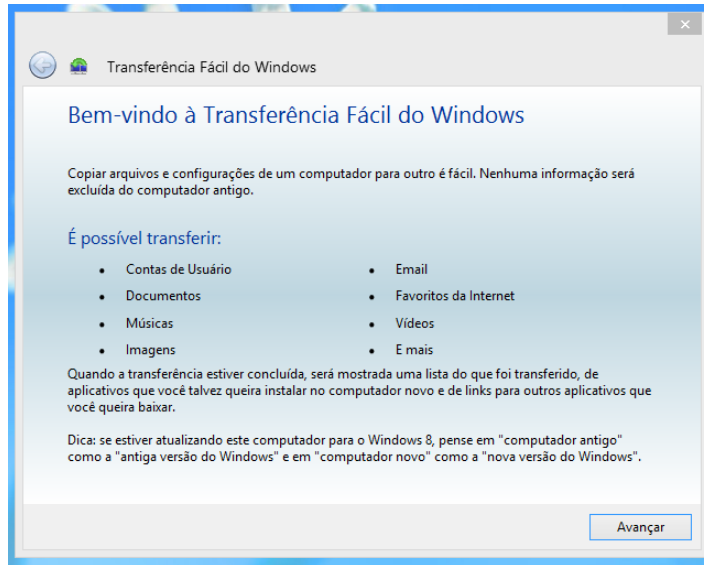 Transferência Fácil do Windows
Bem-vindo à Transferência Fácil do Windows
Copiar arquivos e configurações de um computador para outro é fácil. Nenhuma informação será
excluída do computador antigo.
É possível transferir:
• Contas de Usuário
• Documentos
• Músicas
• Imagens
• Email
• Favoritos da Internet
• Vídeos
• E mais
Quando a transferência estiver concluída, será mostrada uma lista do que foi transferido, de
aplicativos que você talvez queira instalar no computador novo e de links para outros aplicativos que
você queira baixar.
Dica: se estiver atualizando este computador para o Windows 8, pense em "computador antigo"
como a "antiga versão do Windows" e em "computador novo" como a "nova versão do Windows".
Avançar